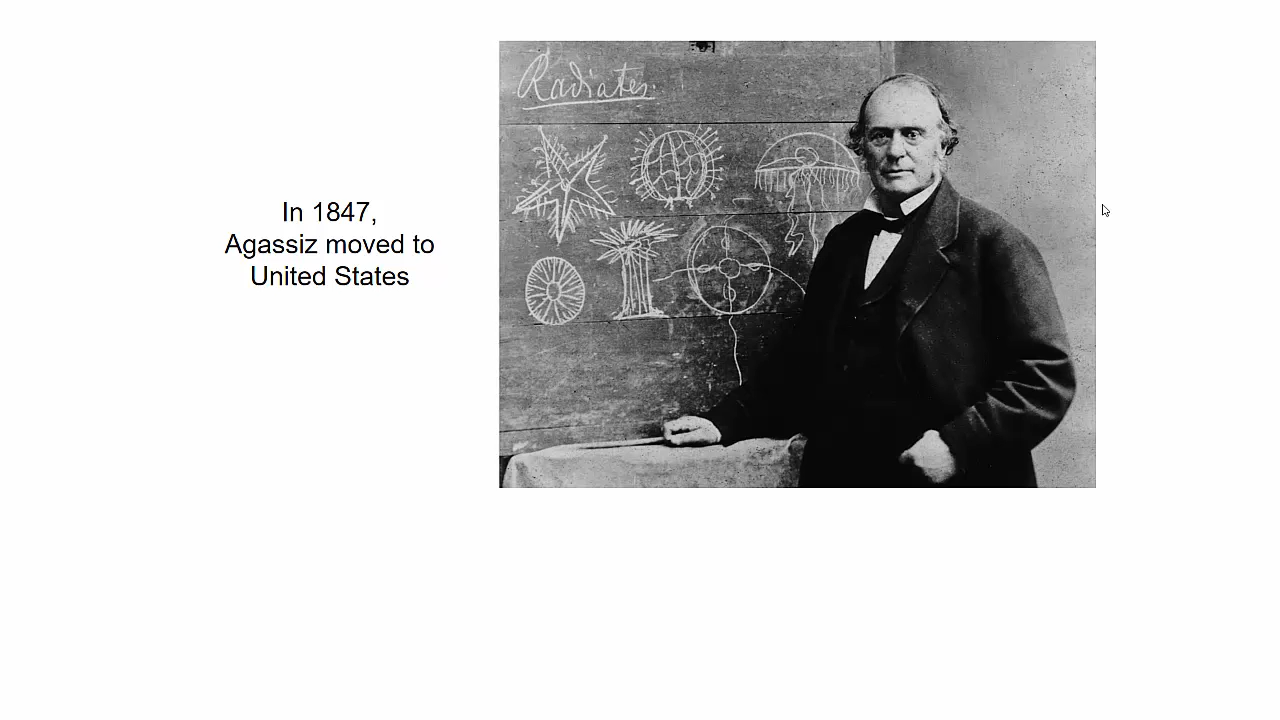 In 1847,
Agassiz moved to
United States
Radiates.